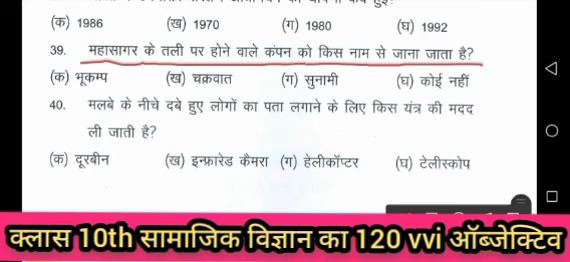 (क) 1986 (ख) 1970 (ग) 1980 (घ) 1992
39. महासागर के तली पर होने वाले कंपन को किस नाम से जाना जाता है?
(क) भूकम्प (ख) चक्रवात (ग) सुनामी (घ) कोई नहीं
40. मलबे के नीचे दबे हुए लोगों का पता लगाने के लिए किस यंत्र की मदद
ली जाती है?
(क) दूरबीन (ख) इन्फ्रारेड कैमरा (ग) हेलीकॉप्टर (घ) टेलीस्कोप
क्लास 10th सामाजिक विज्ञान का 120 vvi ऑब्जेक्टिव